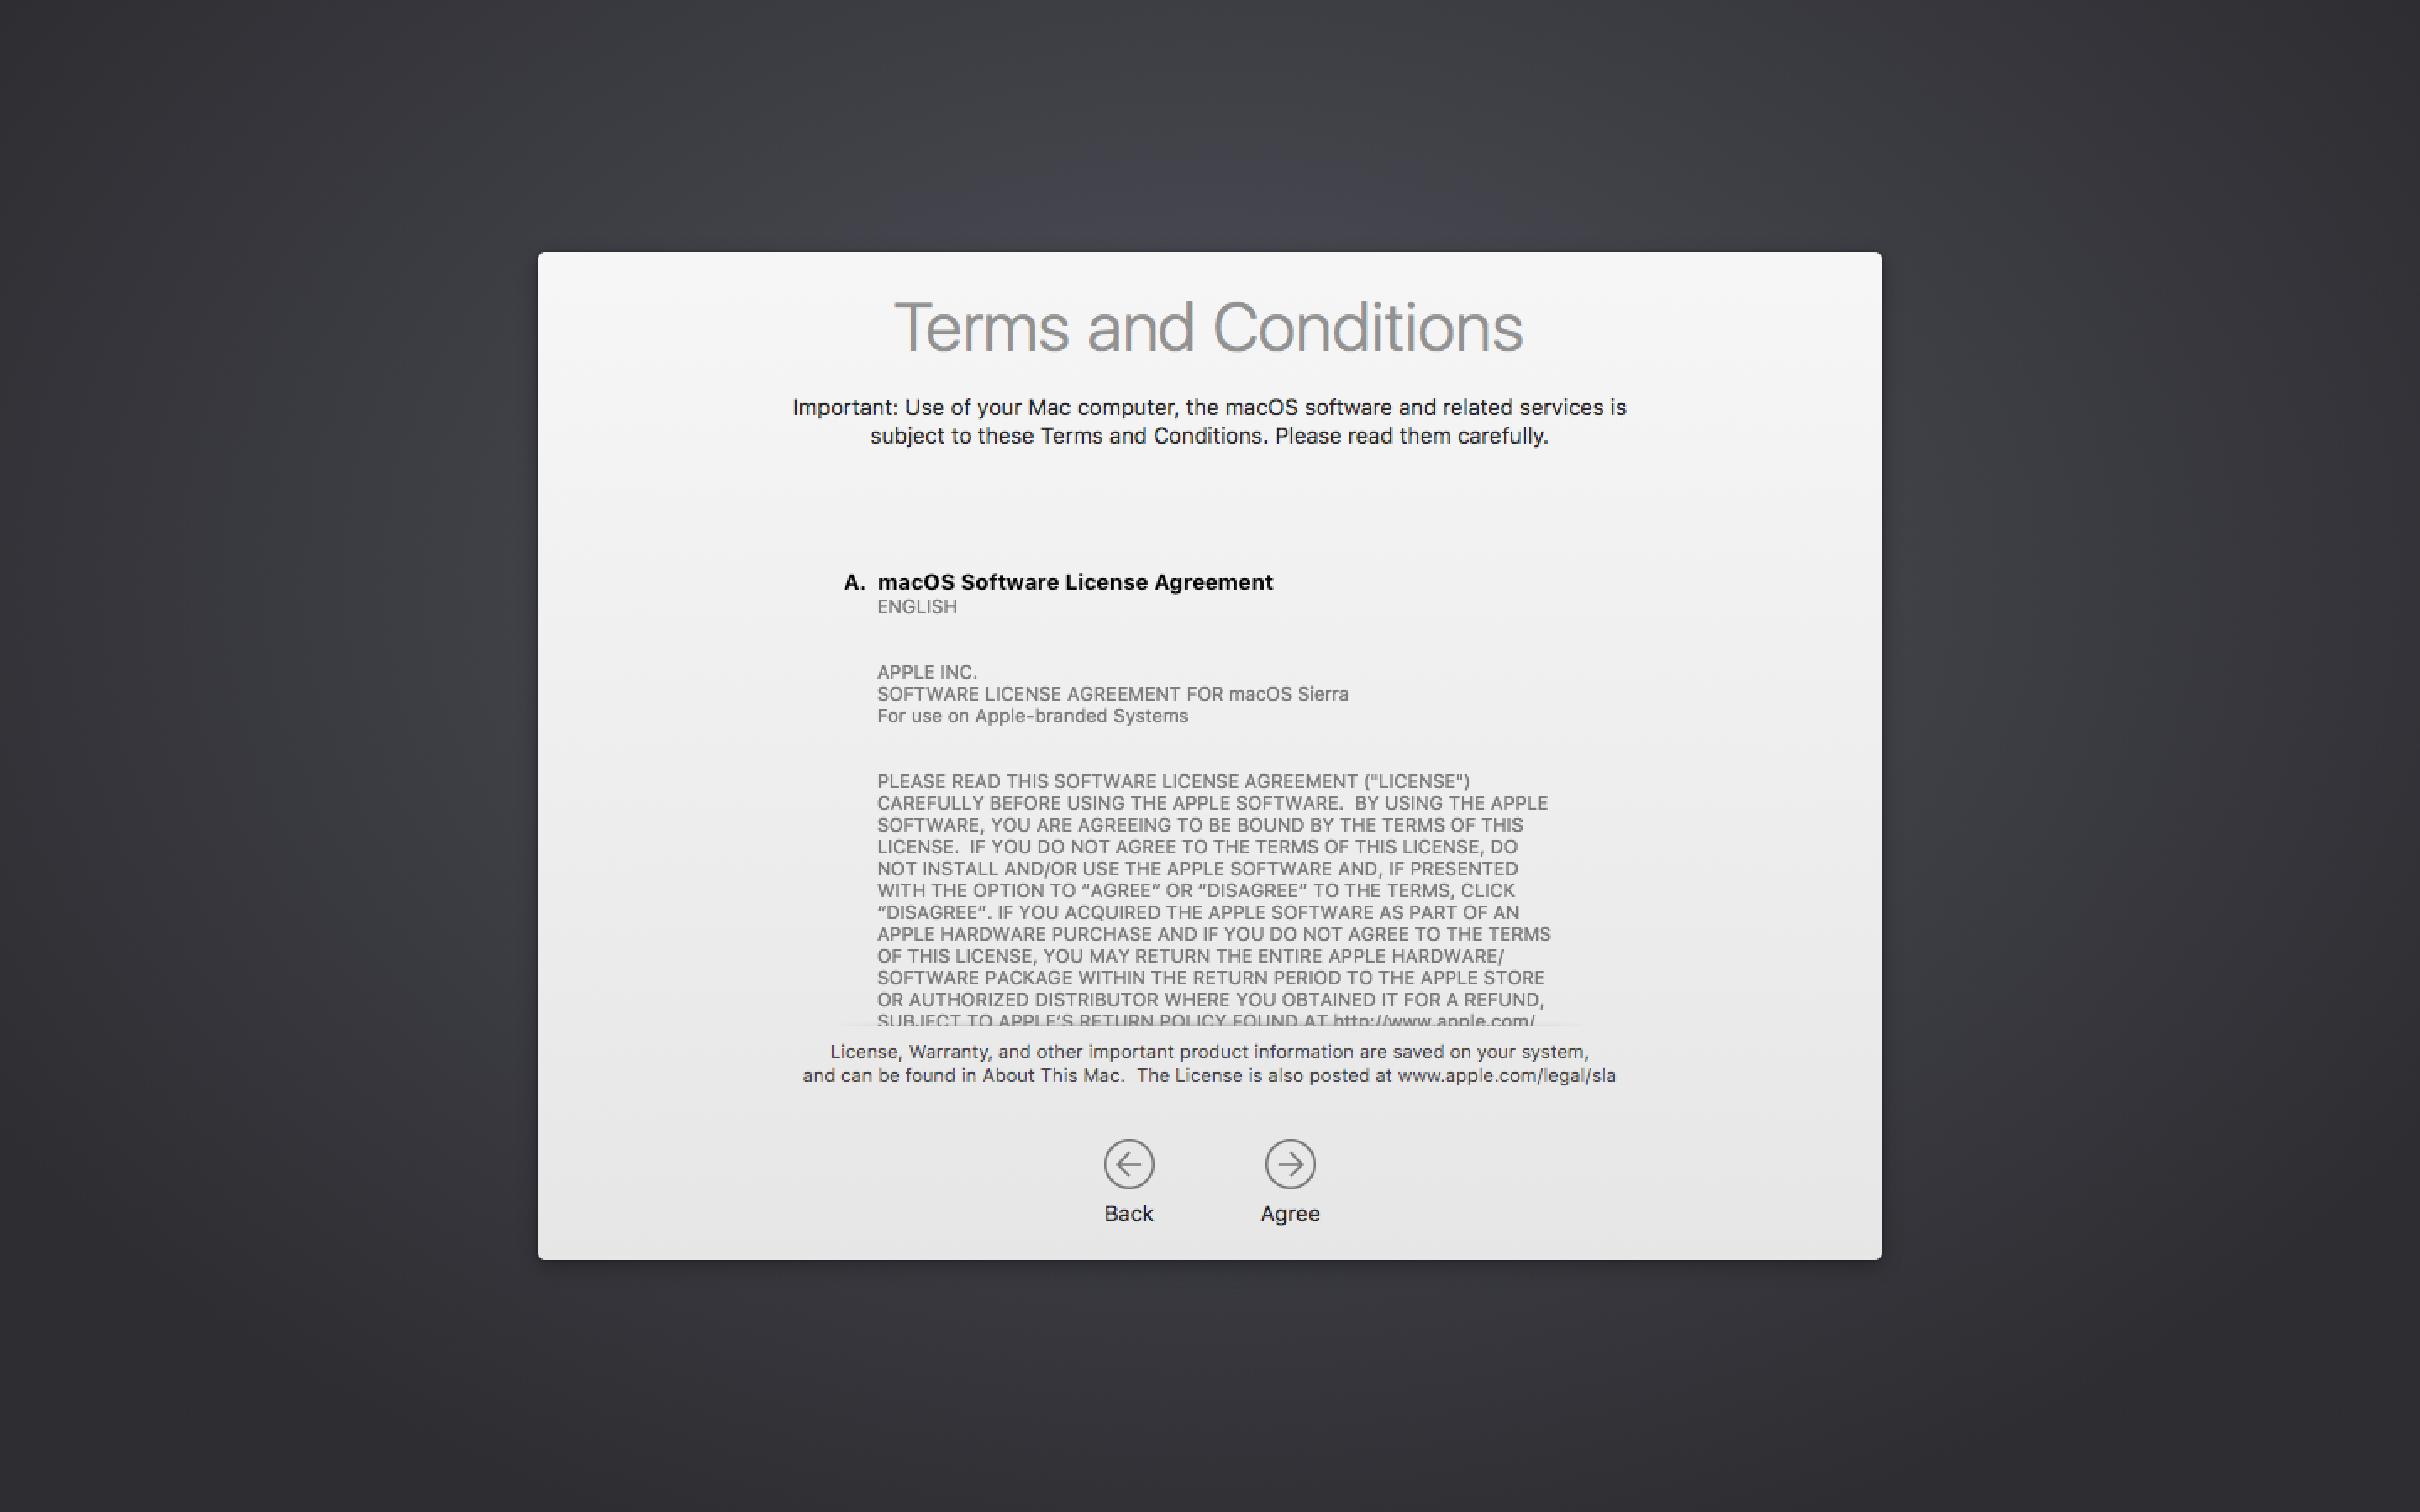 Terms and Conditions
Important: Use of your Mac computer, the macOS software and related services is
subject to these Terms and Conditions. Please read them carefully.
A. macOS Software License Agreement
ENGLISH
APPLE INC.
SOFTWARE LICENSE AGREEMENT FOR macOS Sierra
For use on Apple-branded Systems
PLEASE READ THIS SOFTWARE LICENSE AGREEMENT ("LICENSE")
CAREFULLY BEFORE USING THE APPLE SOFTWARE.  BY USING THE APPLE
SOFTWARE, YOU ARE AGREEING TO BE BOUND BY THE TERMS OF THIS
LICENSE.  IF YOU DO NOT AGREE TO THE TERMS OF THIS LICENSE, DO
NOT INSTALL AND/OR USE THE APPLE SOFTWARE AND, IF PRESENTED
WITH THE OPTION TO “AGREE” OR “DISAGREE” TO THE TERMS, CLICK
“DISAGREE”. IF YOU ACQUIRED THE APPLE SOFTWARE AS PART OF AN
APPLE HARDWARE PURCHASE AND IF YOU DO NOT AGREE TO THE TERMS
OF THIS LICENSE, YOU MAY RETURN THE ENTIRE APPLE HARDWARE/
SOFTWARE PACKAGE WITHIN THE RETURN PERIOD TO THE APPLE STORE
OR AUTHORIZED DISTRIBUTOR WHERE YOU OBTAINED IT FOR A REFUND,
SUBJECT TO APPLE’S RETURN POLICY FOUND AT http://www.apple.com/
License, Warranty, and other important product information are saved on your system,
and can be found in About This Mac.  The License is also posted at www.apple.com/legal/sla
Back
Agree